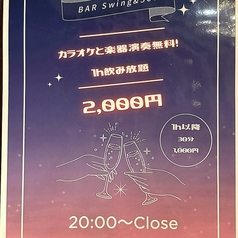 BAR Swing&
カラオケと楽器演奏無料!
1h飲み放題
2,000円
1h以降
30分
1,000円
20:00〜Close